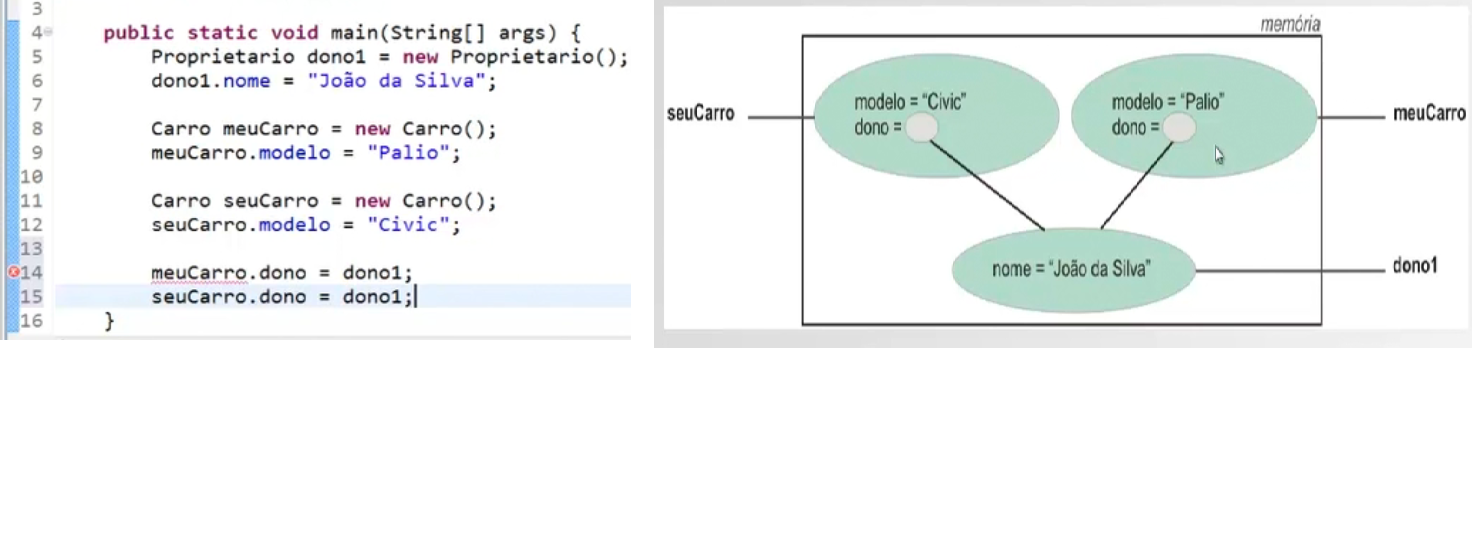 3
4 public static void main(String[] args) {
5 Proprietario dono1 = new Proprietario();
6 dono1.nome = "João da Silva";
7
8 Carro meuCarro = new Carro();
9 meuCarro.modelo = "Palio";
10
11 Carro seuCarro = new Carro();
12 seuCarro.modelo = "Civic";
13
14 meuCarro.dono = dono1;
15 seuCarro.dono = dono1;
16 }
memória
seuCarro
modelo = "Civic"
dono =
modelo = "Palio"
dono =
meuCarro
nome = "João da Silva"
dono1